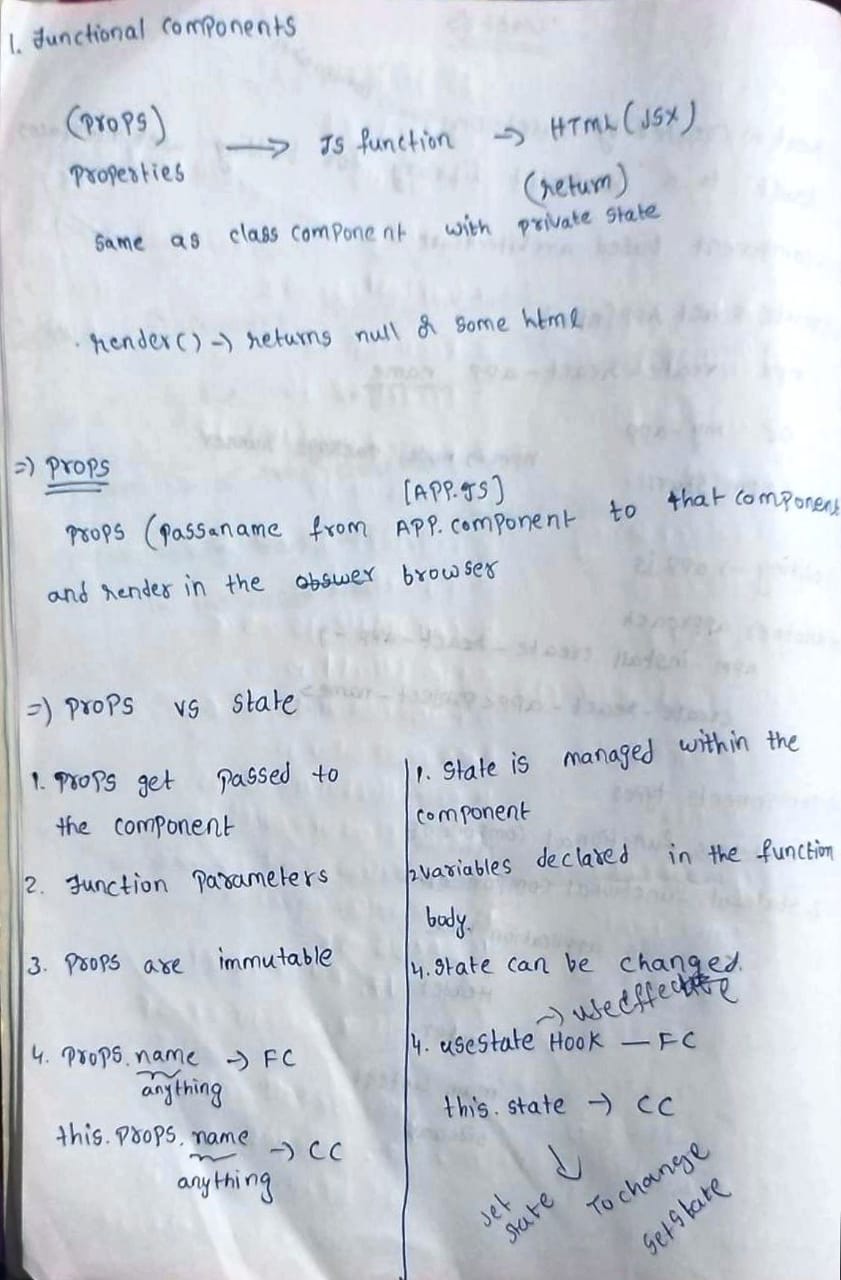 1. Functional components
(props)
properties → JS function → HTML (JSX)
(return)
same as class component with private state
. render() → returns null & some html
⇒ props
[APP.JS]
props (passaname from APP. component to that component
and render in the browser
⇒ props vs state
1. props get passed to
the component
2. Function parameters
3. props are immutable
4. props. name → FC
anything
this. props. name → CC
anything
1. state is managed within the
component
2 variables declared in the function
body.
4. state can be changed.
→ useEffect
4. useState Hook — FC
this. state → CC
↓
set
state
To change
setState